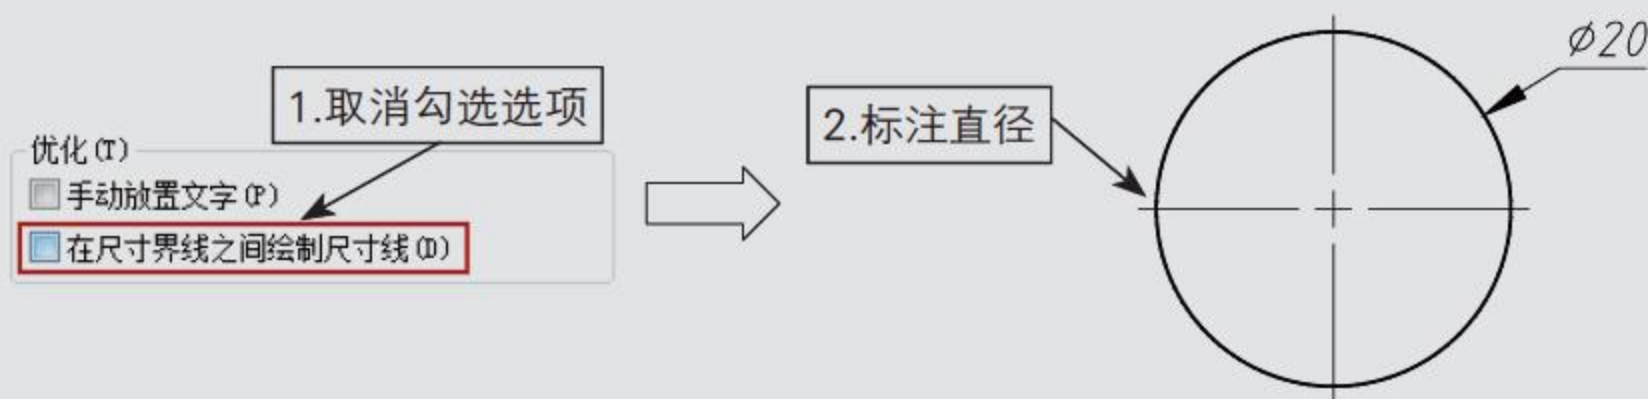 1.取消勾选选项
优化(T)
手动放置文字(P)
在尺寸界线之间绘制尺寸线(D)
2.标注直径
ϕ20